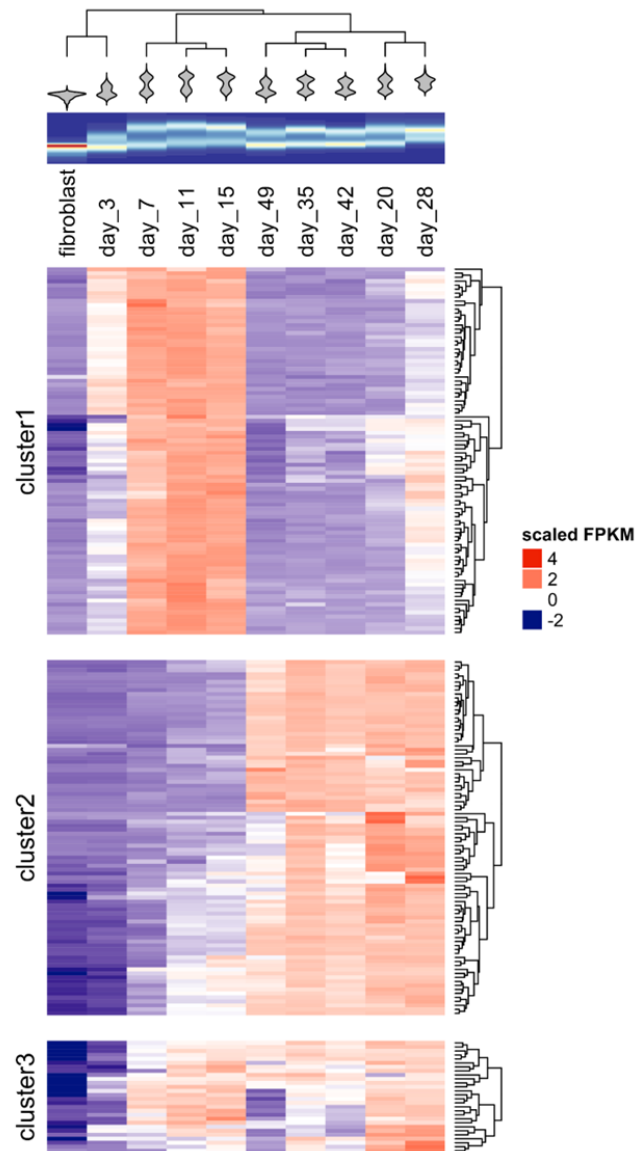 fibroblast
day_3
day_7
day_11
day_15
day_49
day_35
day_42
day_20
day_28
cluster1
scaled FPKM
4
2
0
-2
cluster2
cluster3